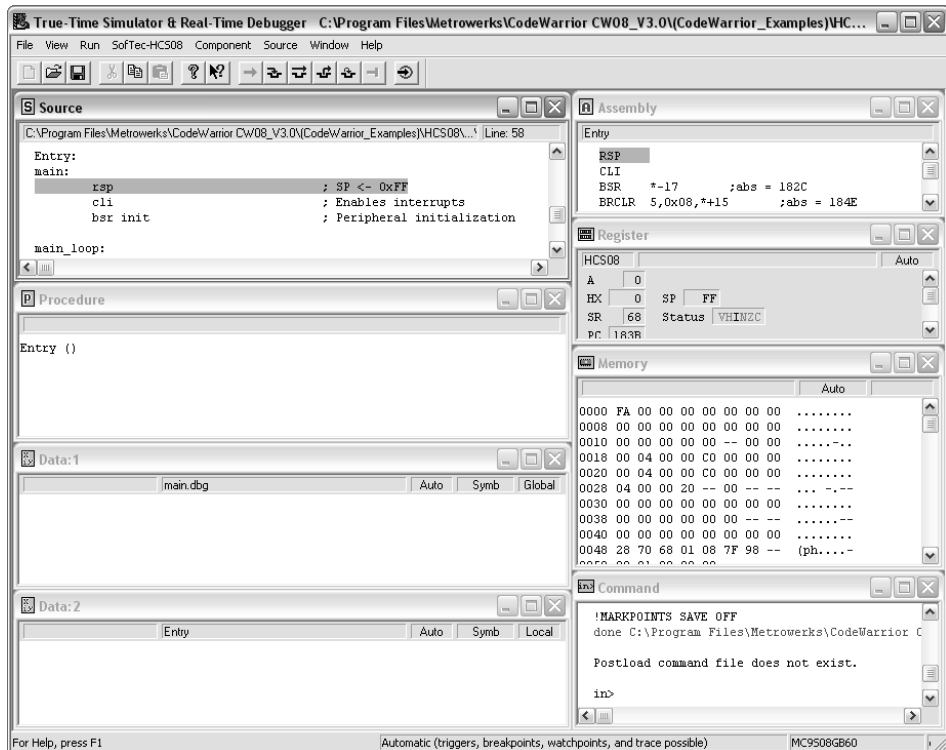 True-Time Simulator & Real-Time Debugger C:\Program Files\Metrowerks\CodeWarrior CW08_V3.0\(CodeWarrior_Examples)\HC...
File View Run SofTec-HCS08 Component Source Window Help
S Source
C:\Program Files\Metrowerks\CodeWarrior CW08_V3.0\(CodeWarrior_Examples)\HCS08\...\ Line: 58
Entry:
main:
rsp ; SP <- 0xFF
cli ; Enables interrupts
bsr init ; Peripheral initialization
main_loop:
P Procedure
Entry ()
Data:1
main.dbg Auto Symb Global
Data:2
Entry Auto Symb Local
A Assembly
Entry
RSP
CLI
BSR *-17 ;abs = 182C
BRCLR 5,0x08,*+15 ;abs = 184E
Register
HCS08 Auto
A 0
HX 0 SP FF
SR 68 Status VHINZC
PC 183B
Memory
Auto
0000 FA 00 00 00 00 00 00 00 ........
0008 00 00 00 00 00 00 00 00 ........
0010 00 00 00 00 00 -- 00 00 .....-..
0018 00 04 00 00 C0 00 00 00 ........
0020 00 04 00 00 C0 00 00 00 ........
0028 04 00 00 20 -- 00 -- -- ... -.--
0030 00 00 00 00 00 00 00 00 ........
0038 00 00 00 00 00 00 -- -- ......--
0040 00 00 00 00 00 00 00 00 ........
0048 28 70 68 01 08 7F 98 -- (ph....-
in> Command
!MARKPOINTS SAVE OFF
done C:\Program Files\Metrowerks\CodeWarrior C
Postload command file does not exist.
in>
For Help, press F1 Automatic (triggers, breakpoints, watchpoints, and trace possible) MC9S08GB60